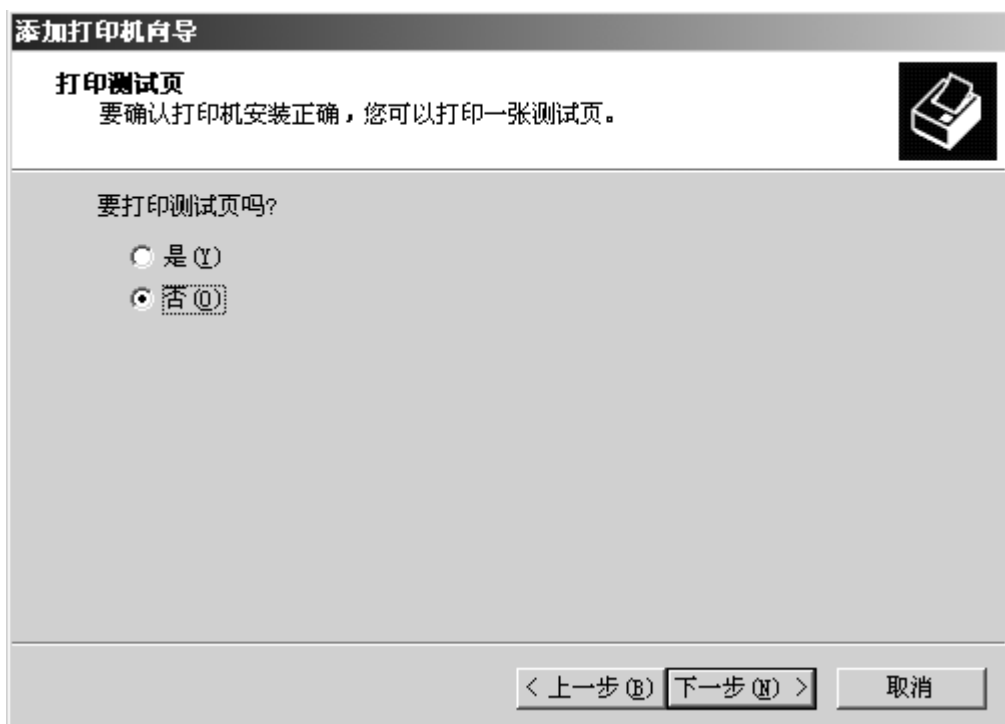 添加打印机向导
打印测试页
要确认打印机安装正确，您可以打印一张测试页。
要打印测试页吗?
是(Y)
否(O)
< 上一步(B) 下一步(N) > 取消